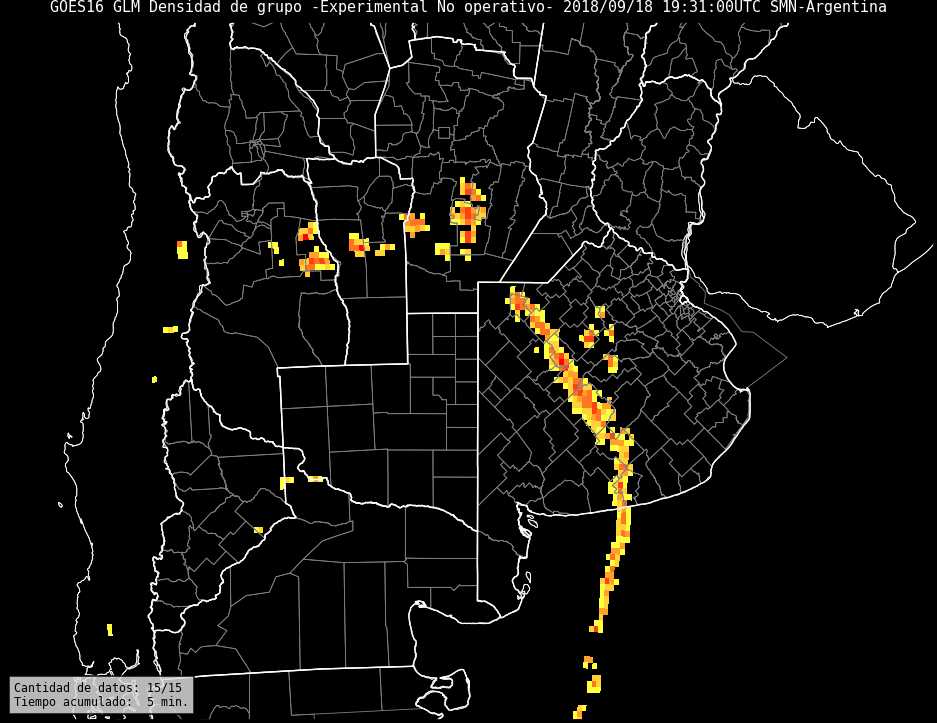 GOES16 GLM Densidad de grupo -Experimental No operativo- 2018/09/18 19:31:00UTC SMN-Argentina
Cantidad de datos: 15/15
Tiempo acumulado: 5 min.